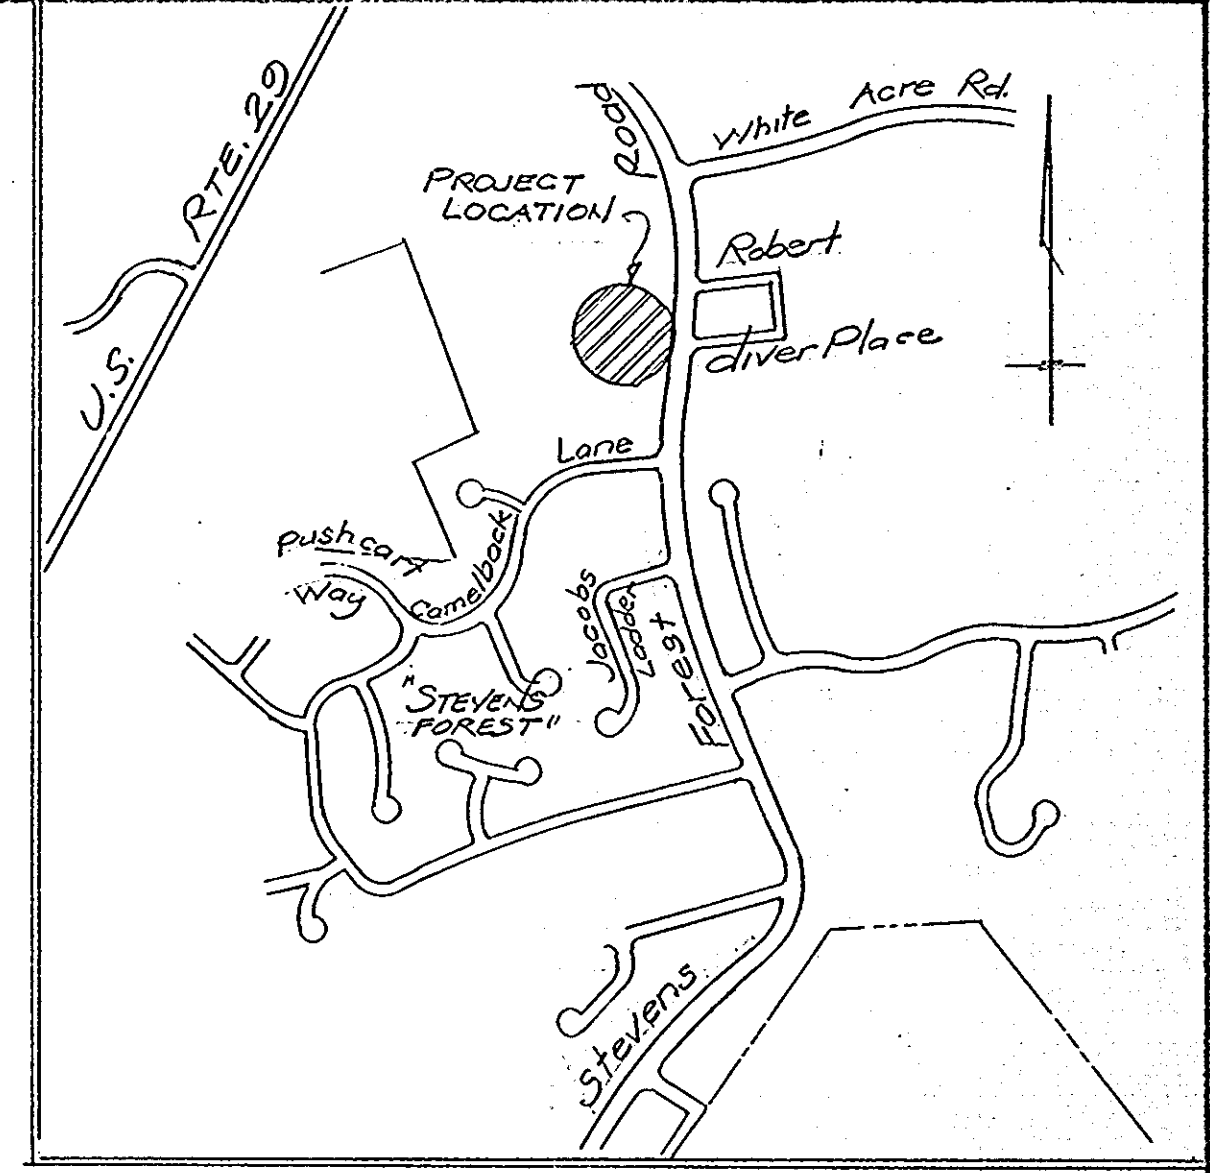 U.S. RTE. 29
Road
White Acre Rd.
PROJECT
LOCATION
Robert
Oliver Place
Lane
Camelback
Pushcart
Way
Jacobs
Ladder
Forest
"STEVENS
FOREST"
Stevens